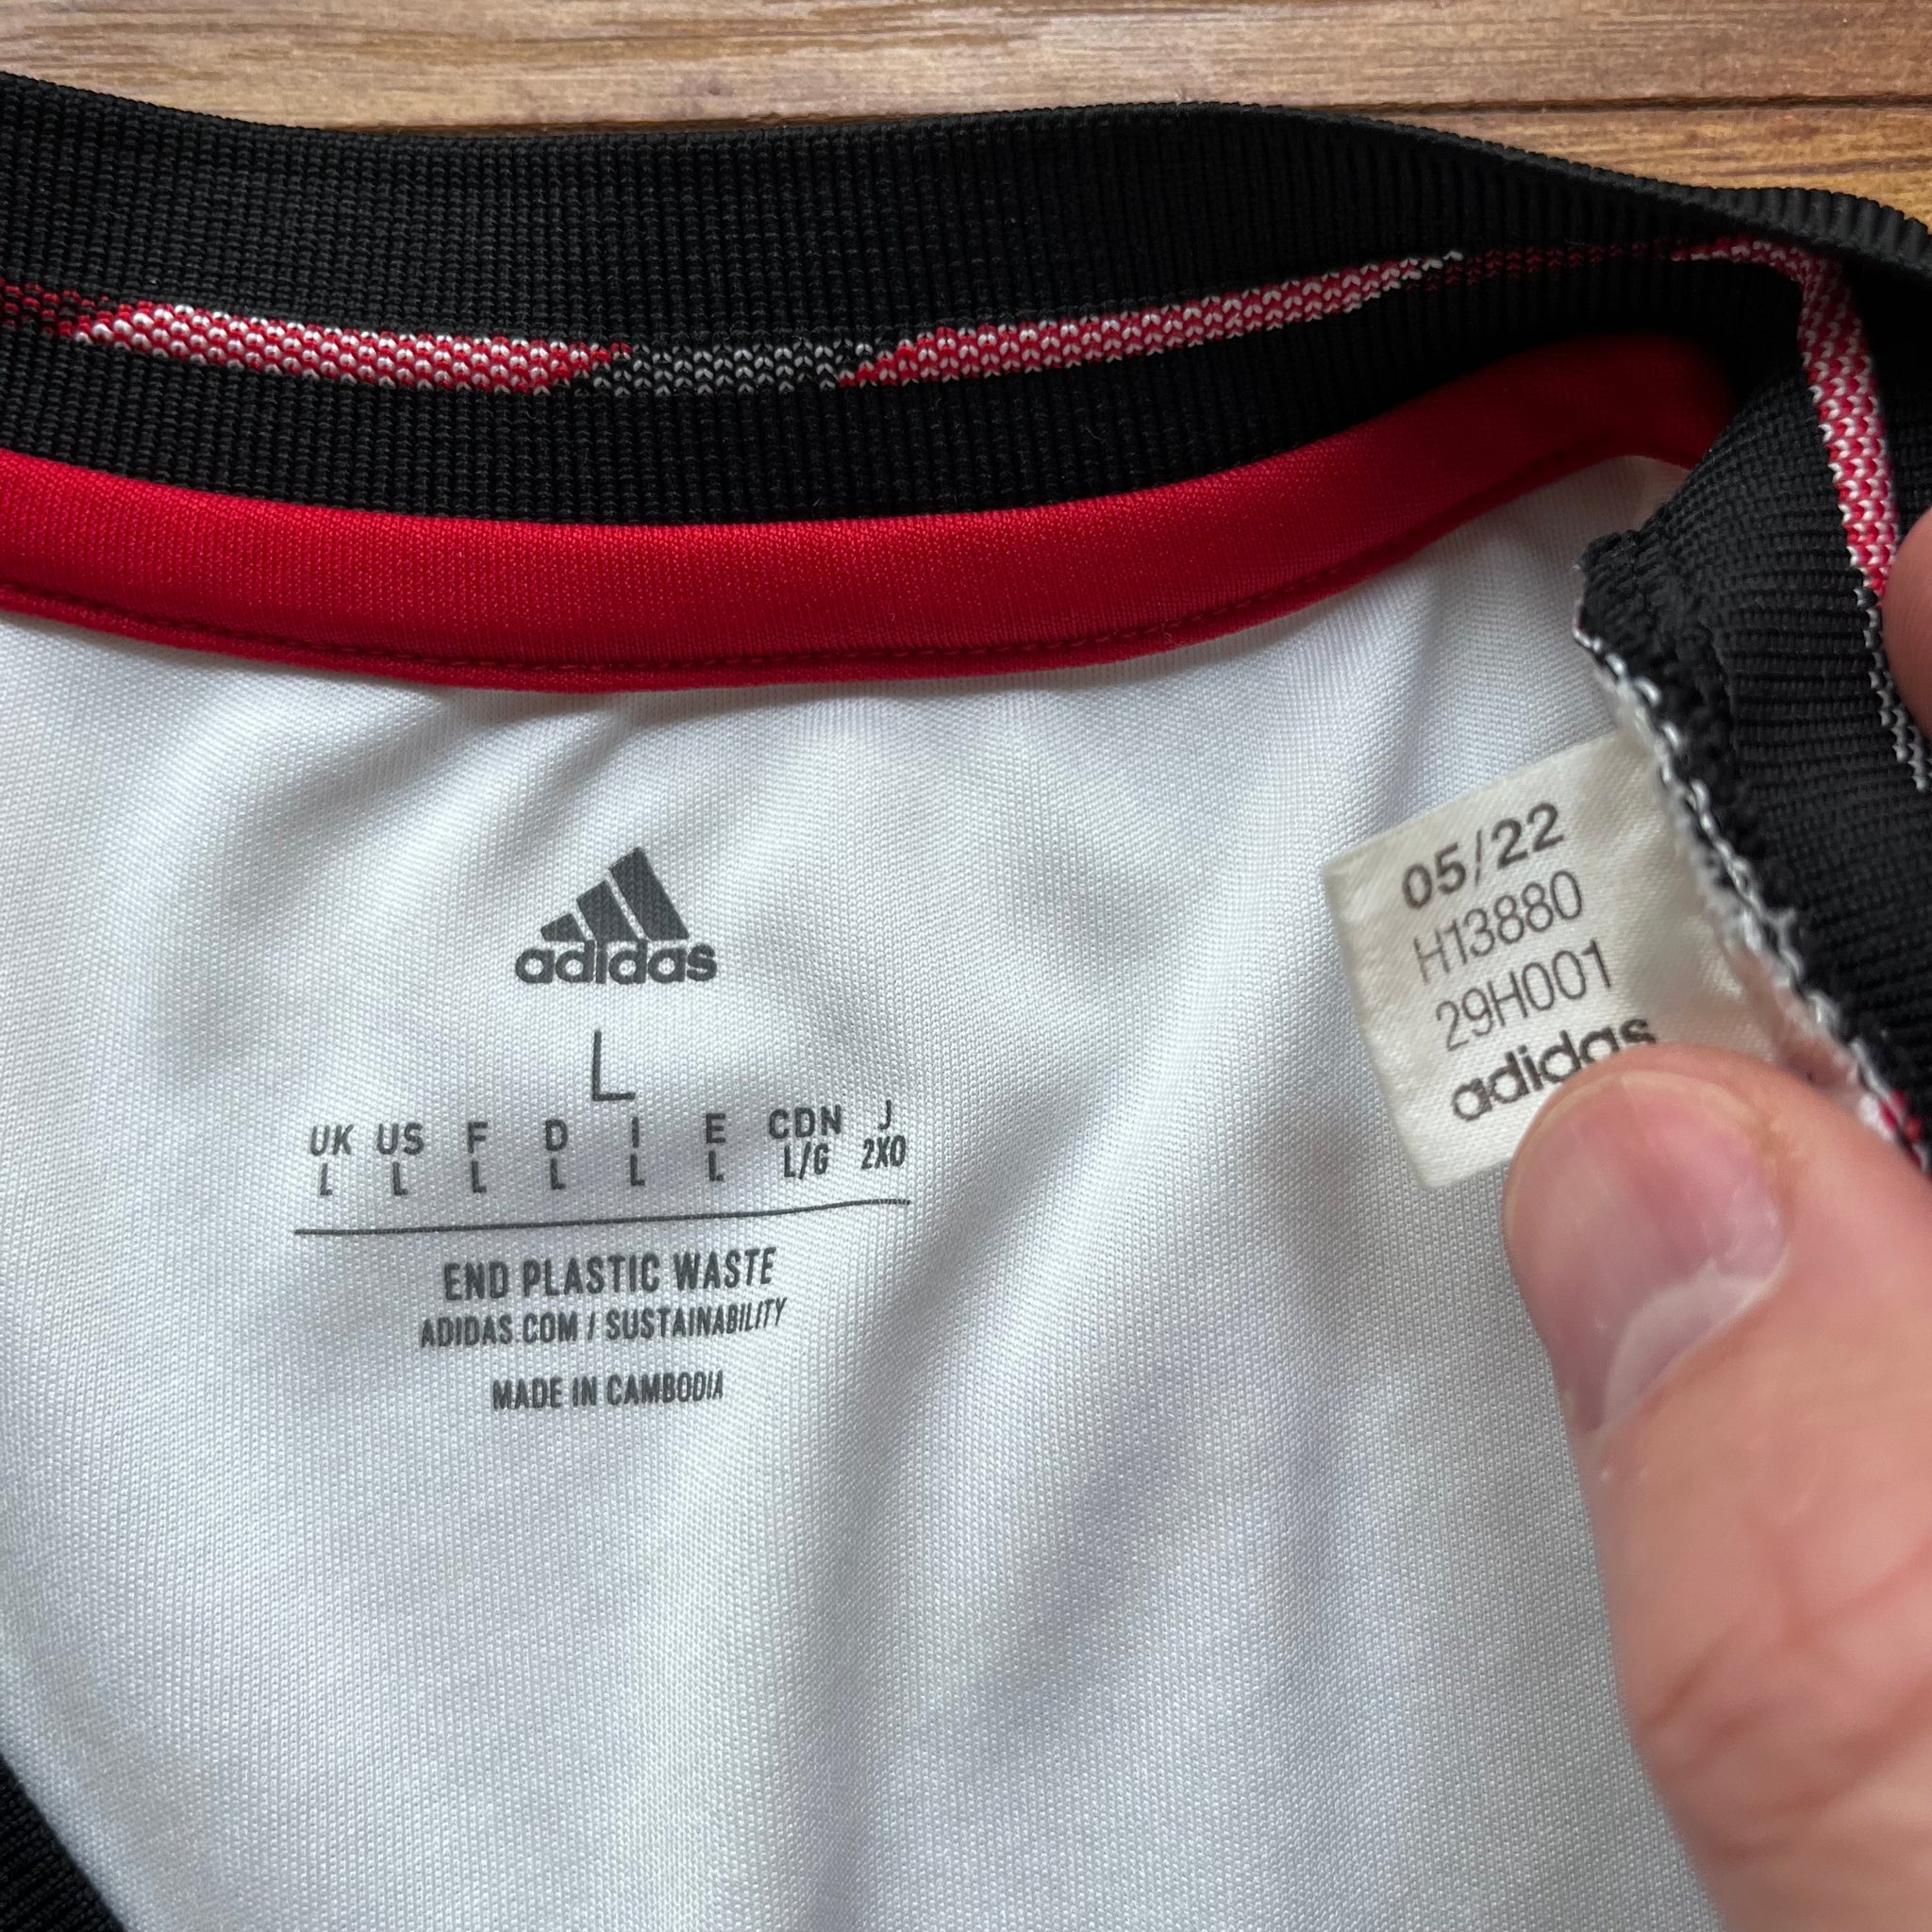 adidas
L
UK US F D I E CDN J
L L L L L L L/G 2XO
END PLASTIC WASTE
ADIDAS.COM / SUSTAINABILITY
MADE IN CAMBODIA
05/22
H13880
29H001
adidas